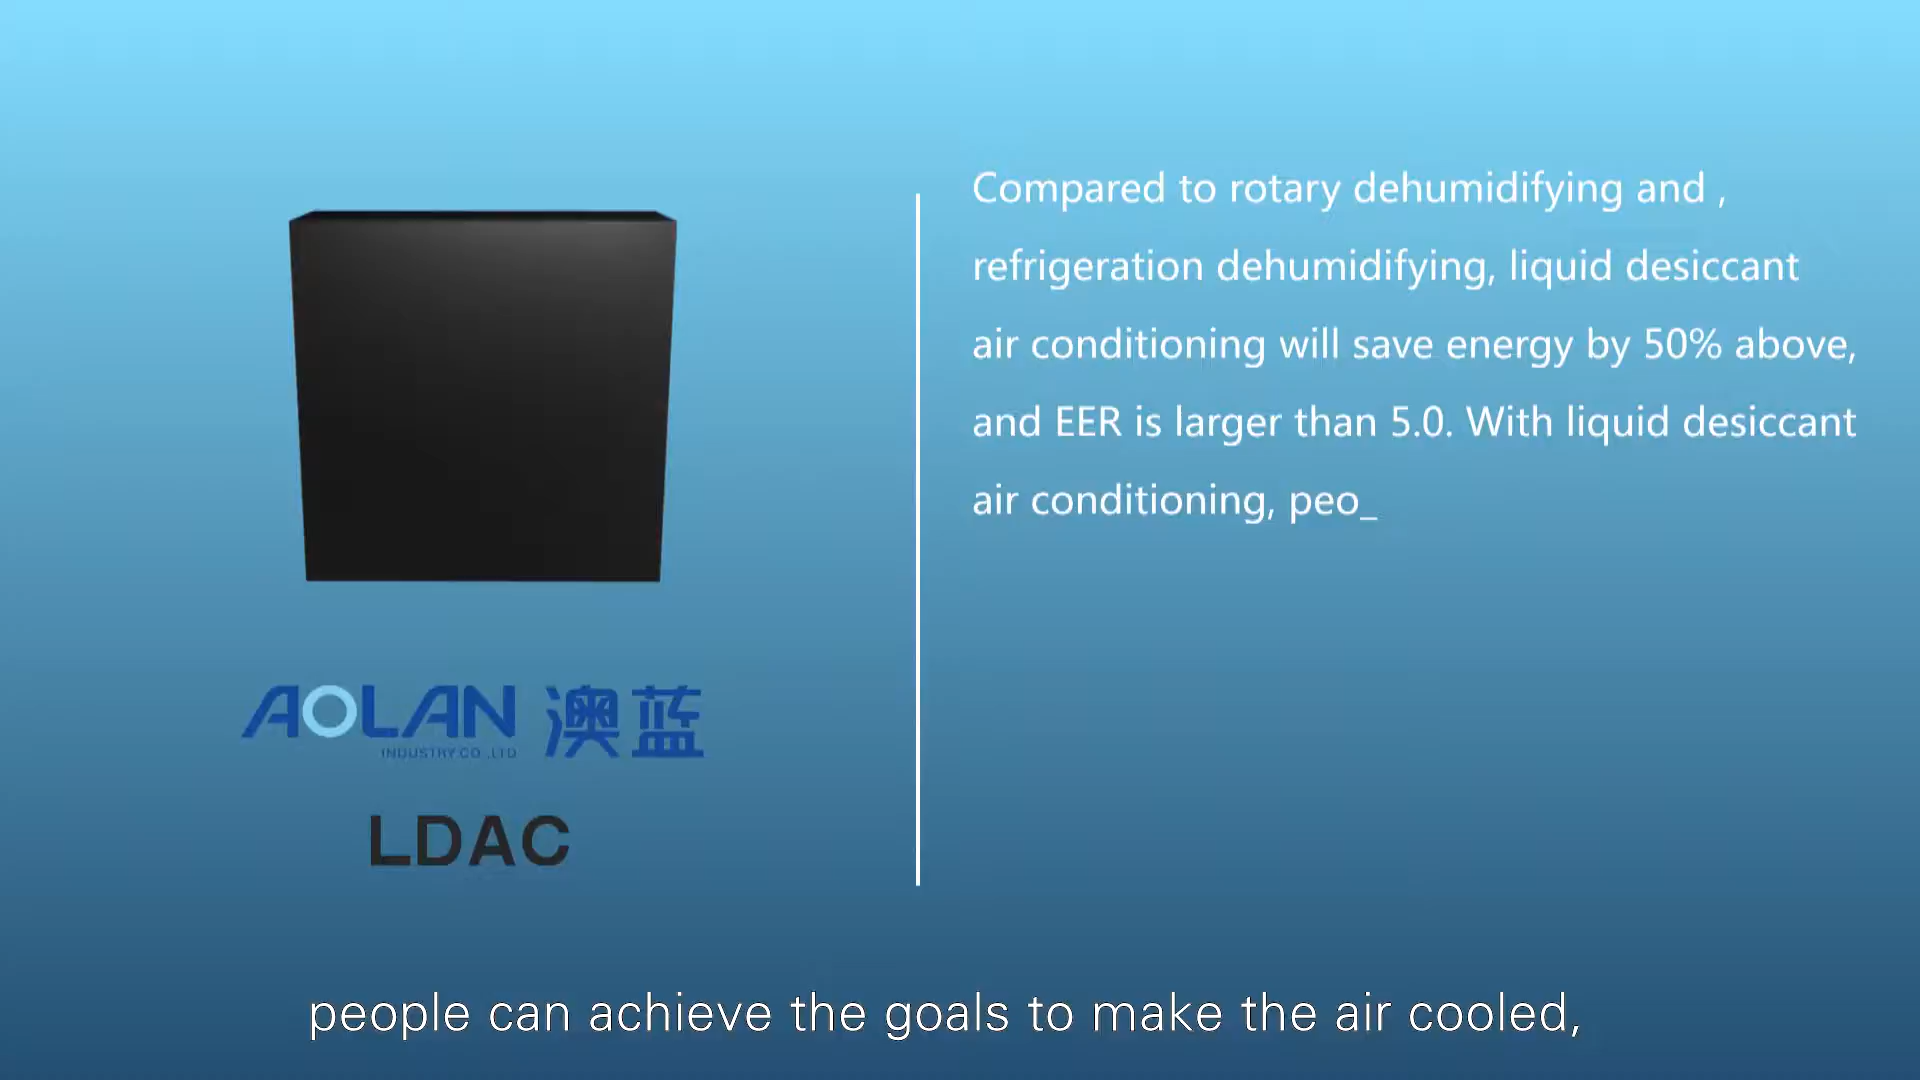 Compared to rotary dehumidifying and ,
refrigeration dehumidifying, liquid desiccant
air conditioning will save energy by 50% above,
and EER is larger than 5.0. With liquid desiccant
air conditioning, peo_
AOLAN 澳蓝
INDUSTRY.CO.,LTD
LDAC
people can achieve the goals to make the air cooled,